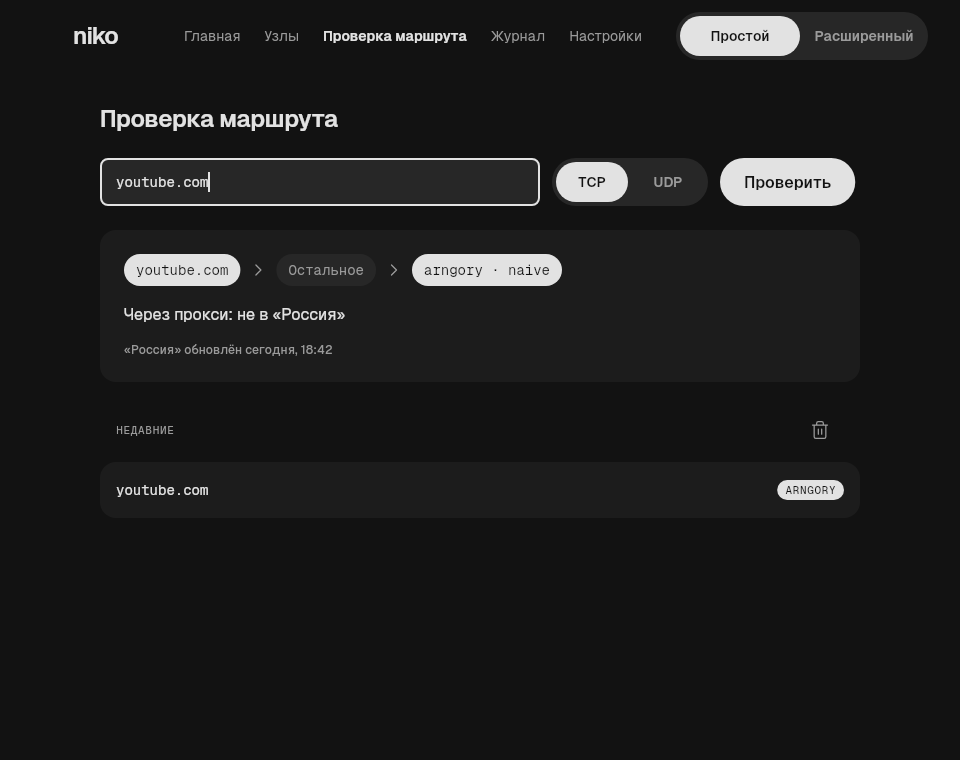 niko Главная Узлы Проверка маршрута Журнал Настройки Простой Расширенный
Проверка маршрута
youtube.com TCP UDP Проверить
youtube.com Остальное arngory · naive
Через прокси: не в «Россия»
«Россия» обновлён сегодня, 18:42
НЕДАВНИЕ
youtube.com ARNGORY